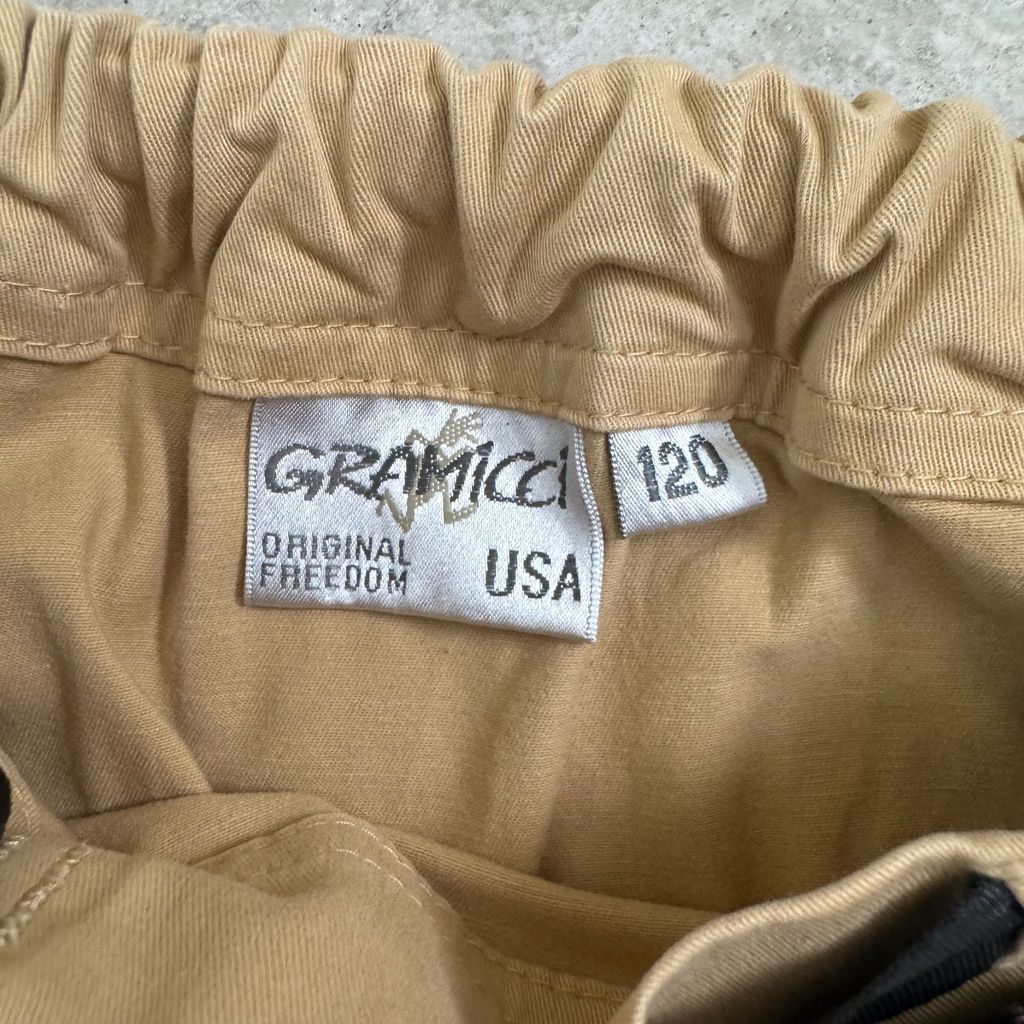 GRAMiCCi
ORIGINAL
FREEDOM
USA
120